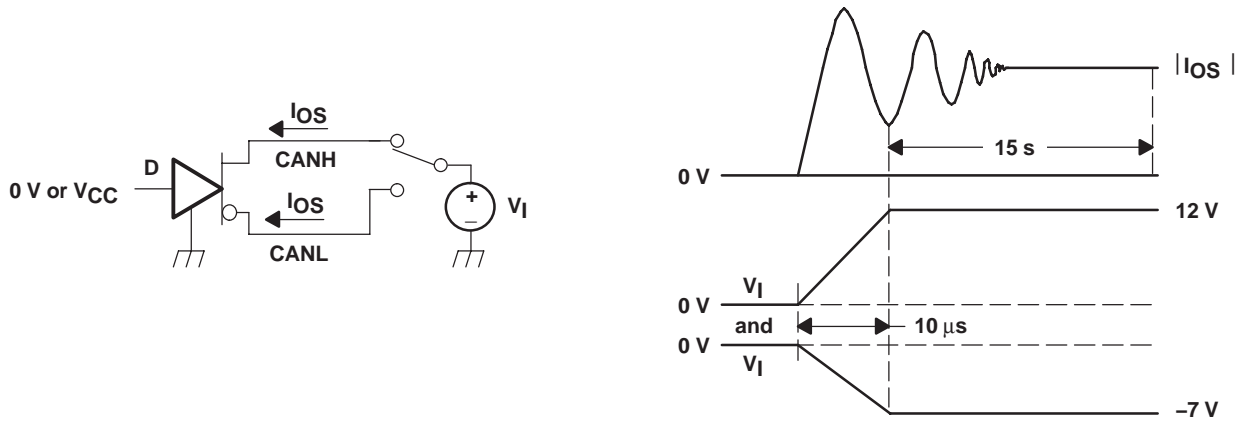 IOS
CANH
D
0 V or VCC
IOS
CANL
+
–
VI
|IOS |
15 s
0 V
12 V
VI
0 V
and
10 μs
0 V
VI
–7 V